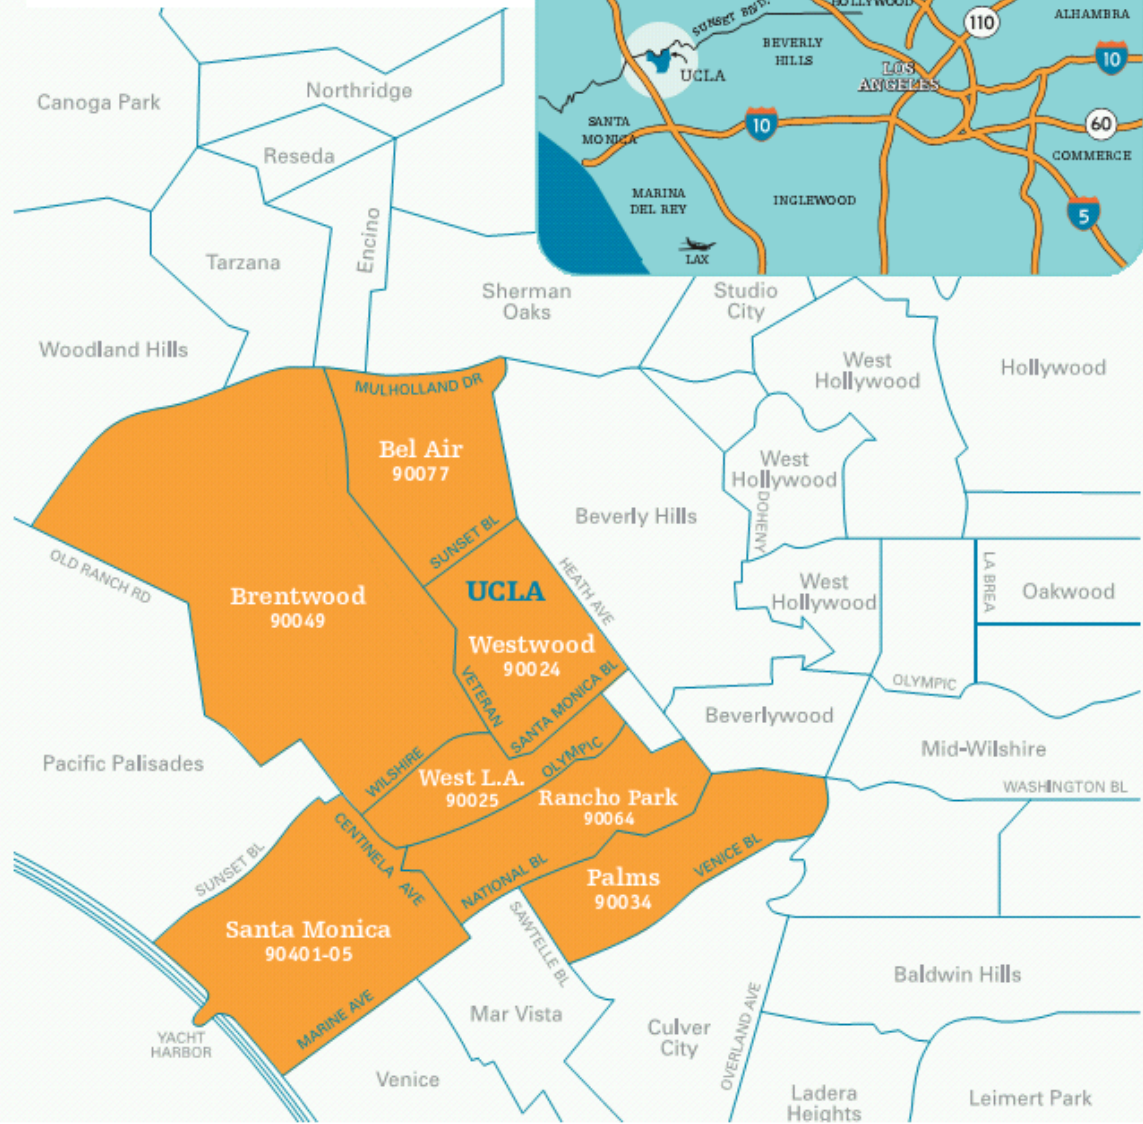 HOLLYWOOD
SUNSET BLVD.
110
ALHAMBRA
BEVERLY
HILLS
10
UCLA
LOS
ANGELES
SANTA
MONICA
10
60
COMMERCE
MARINA
DEL REY
INGLEWOOD
5
LAX
Canoga Park
Northridge
Reseda
Encino
Tarzana
Sherman
Oaks
Studio
City
Woodland Hills
West
Hollywood
Hollywood
MULHOLLAND DR
Bel Air
90077
West
Hollywood
DOHENY
Beverly Hills
SUNSET BL
OLD RANCH RD
HEATH AVE
UCLA
Brentwood
90049
West
Hollywood
LA BREA
Oakwood
Westwood
90024
VETERAN
SANTA MONICA BL
OLYMPIC
Beverlywood
Pacific Palisades
WILSHIRE
OLYMPIC
Mid-Wilshire
West L.A.
90025
Rancho Park
90064
WASHINGTON BL
CENTINELA AVE
SUNSET BL
NATIONAL BL
VENICE BL
Palms
90034
Santa Monica
90401-05
SAWTELLE BL
Baldwin Hills
MARINE AVE
YACHT
HARBOR
Mar Vista
Culver
City
OVERLAND AVE
Venice
Ladera
Heights
Leimert Park